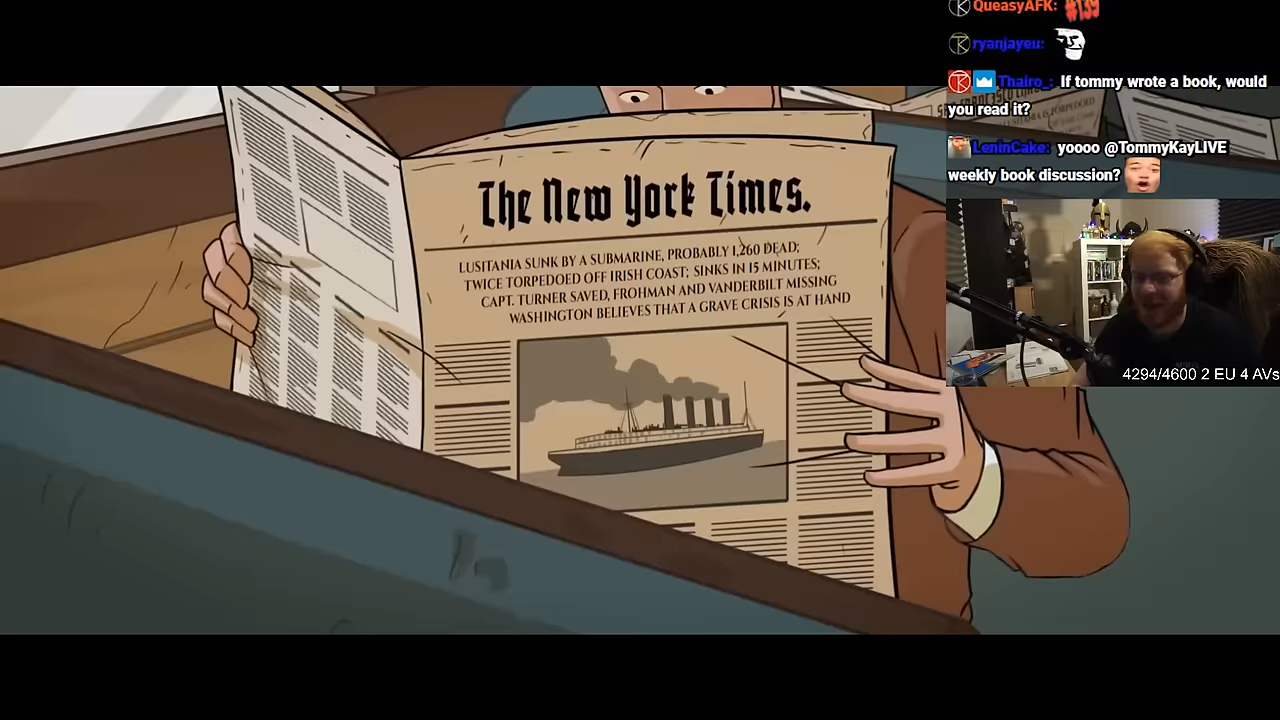 The New York Times.
LUSITANIA SUNK BY A SUBMARINE, PROBABLY 1,260 DEAD;
TWICE TORPEDOED OFF IRISH COAST; SINKS IN 15 MINUTES;
CAPT. TURNER SAVED, FROHMAN AND VANDERBILT MISSING
WASHINGTON BELIEVES THAT A GRAVE CRISIS IS AT HAND
QueasyAFK: #139
ryanjayeu:
Thairo_: If tommy wrote a book, would
you read it?
LeninCake: yoooo @TommyKayLIVE
weekly book discussion?
4294/4600 2 EU 4 AVs